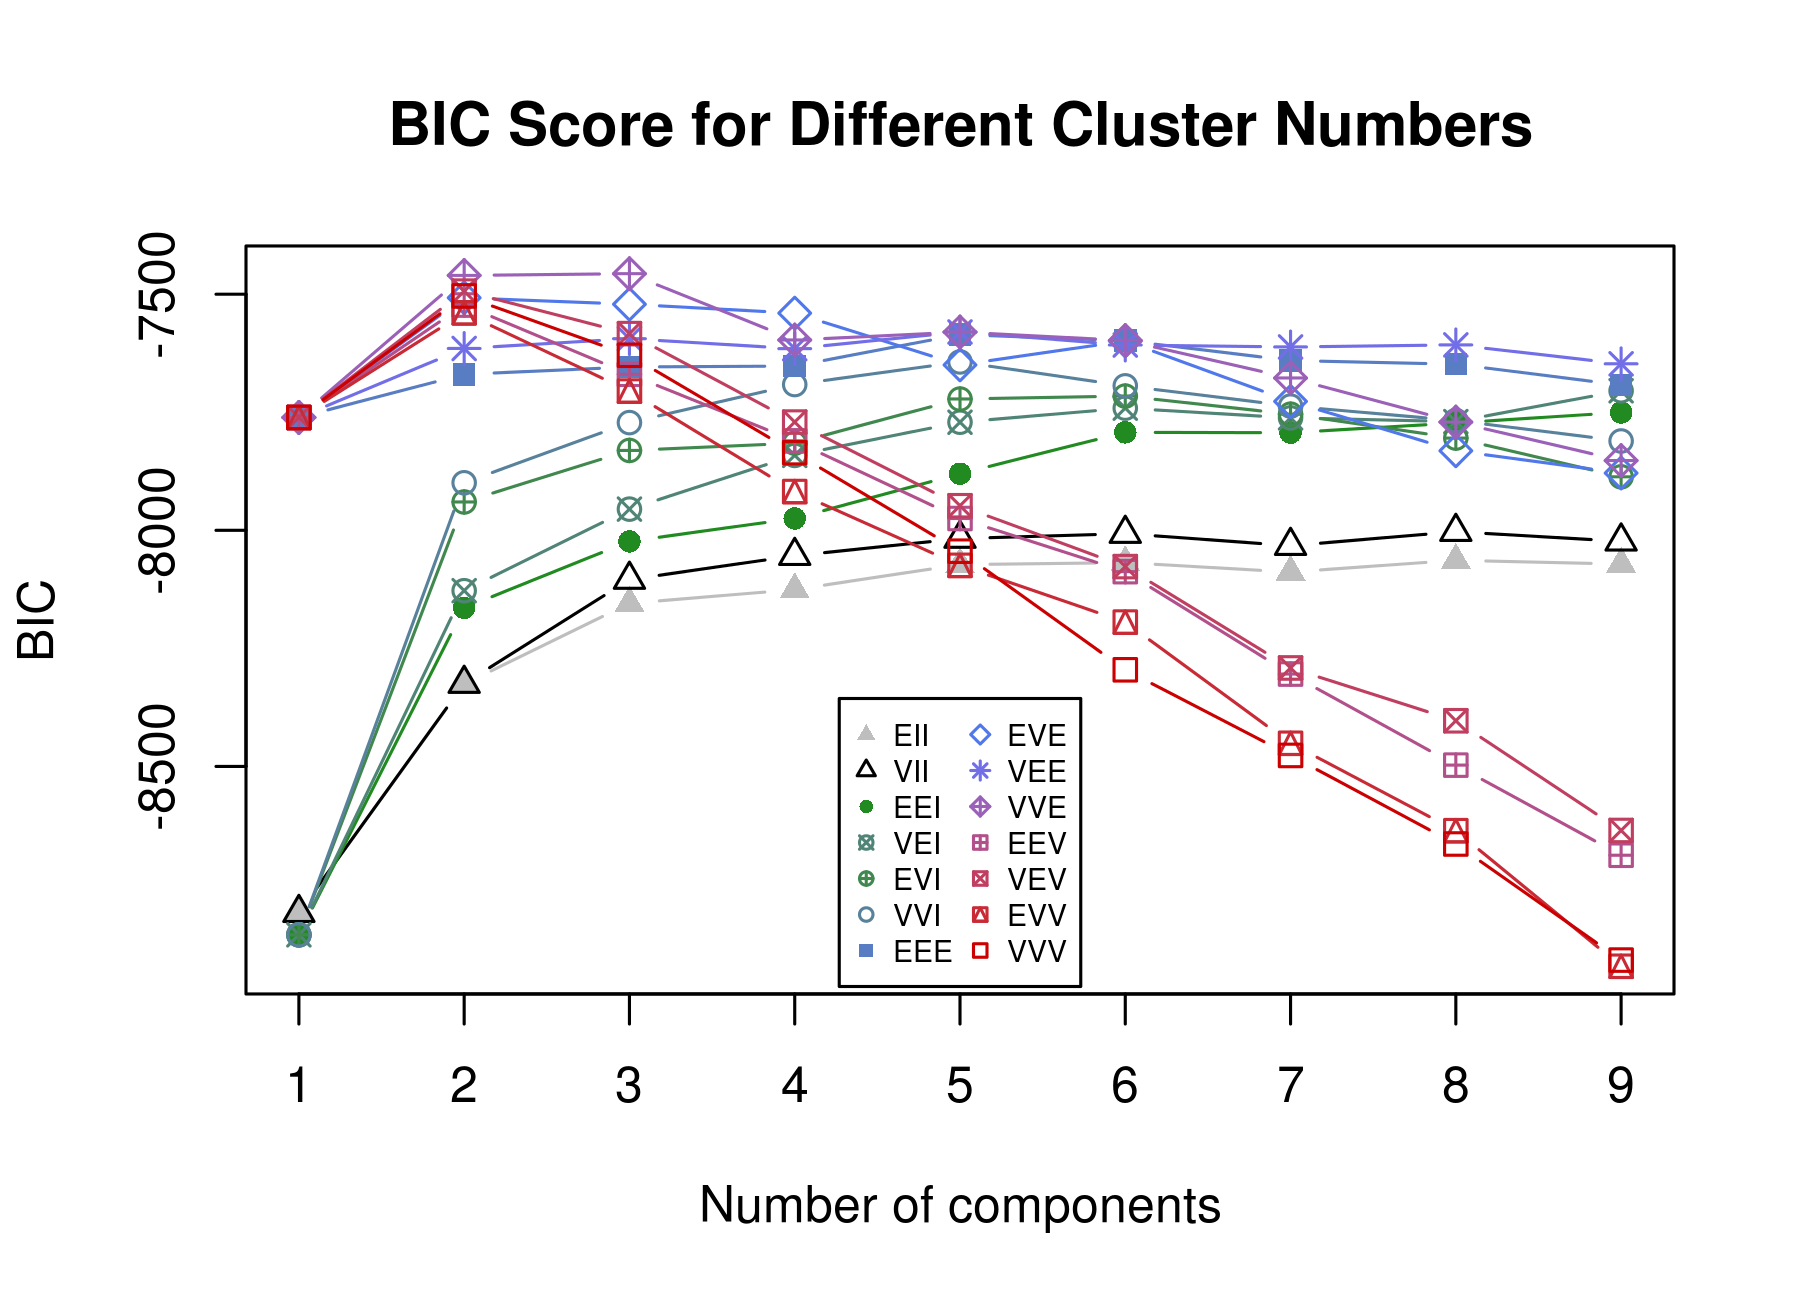 BIC Score for Different Cluster Numbers
BIC
-7500
-8000
-8500
EII EVE
VII VEE
EEI VVE
VEI EEV
EVI VEV
VVI EVV
EEE VVV
1 2 3 4 5 6 7 8 9
Number of components